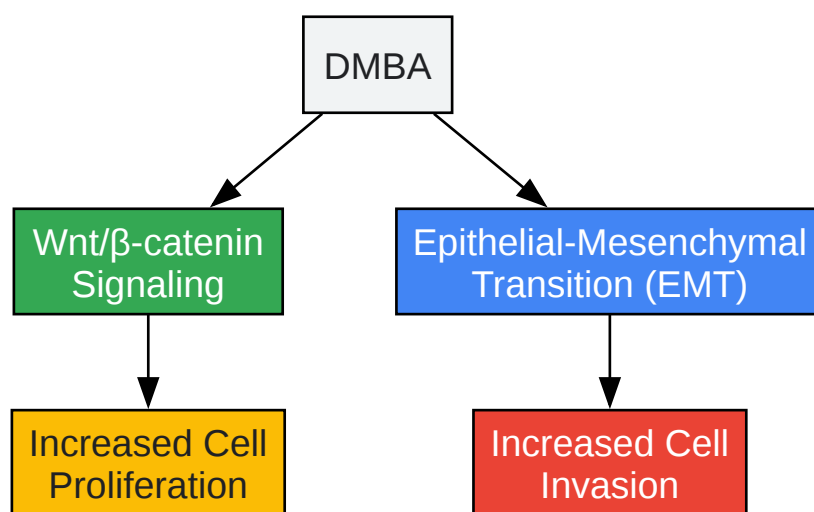 DMBA
Wnt/β-catenin
Signaling
Epithelial-Mesenchymal
Transition (EMT)
Increased Cell
Proliferation
Increased Cell
Invasion